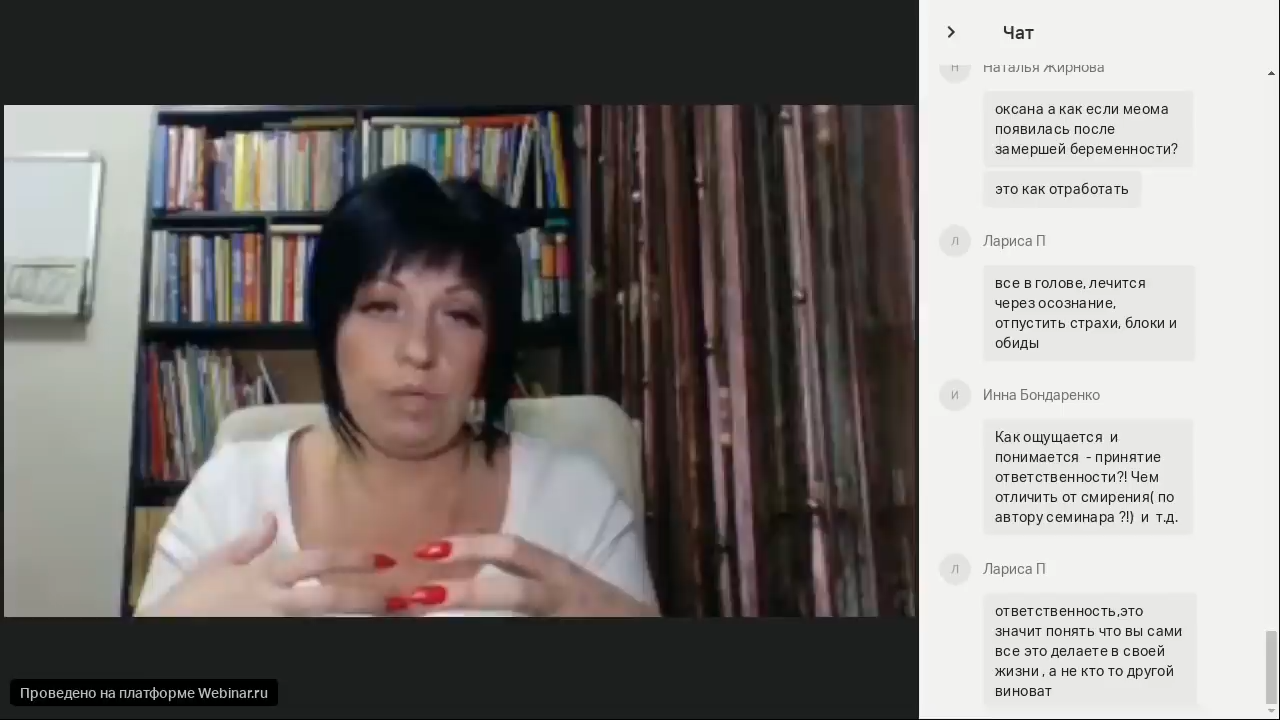 Чат
Наталья Жирнова
оксана а как если меома
появилась после
замершей беременности?
это как отработать
Л
Лариса П
все в голове, лечится
через осознание,
отпустить страхи, блоки и
обиды
И
Инна Бондаренко
Как ощущается и
понимается - принятие
ответственности?! Чем
отличить от смирения( по
автору семинара ?!) и т.д.
Л
Лариса П
ответственность,это
значит понять что вы сами
все это делаете в своей
жизни , а не кто то другой
виноват
Проведено на платформе Webinar.ru